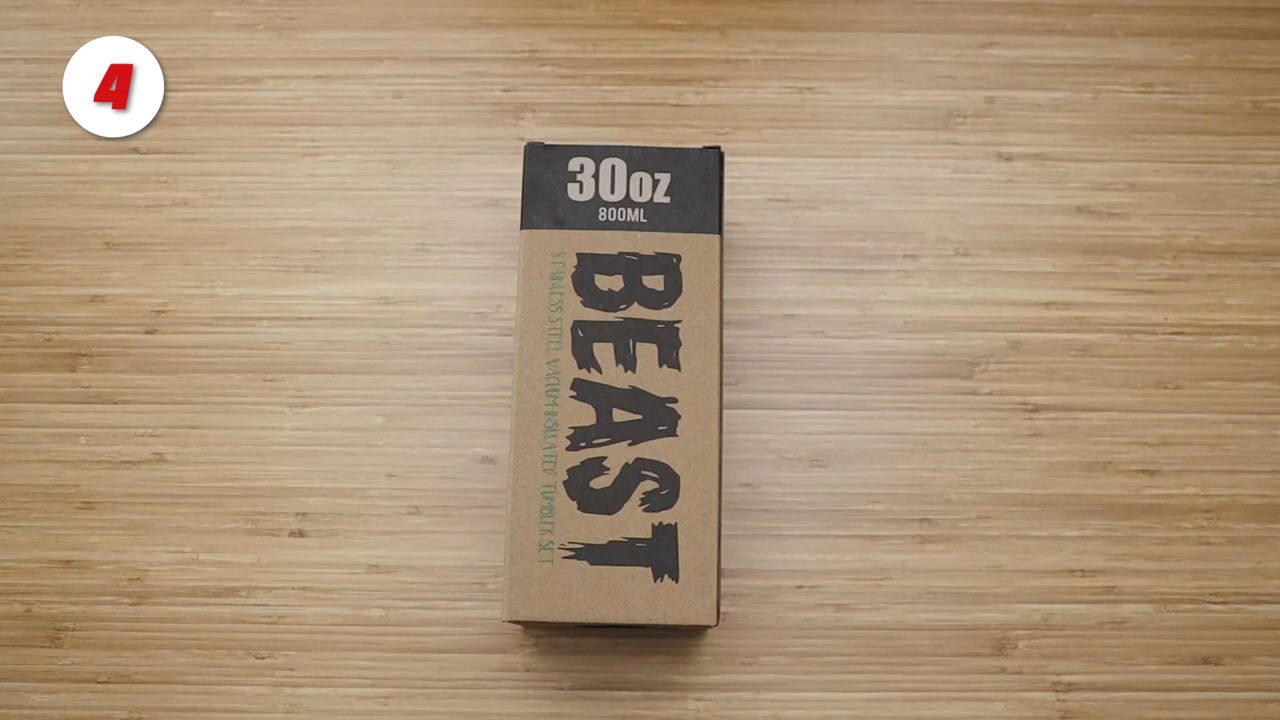 4
30oz
800ML
BEAST
STAINLESS STEEL VACUUM INSULATED TUMBLER SET